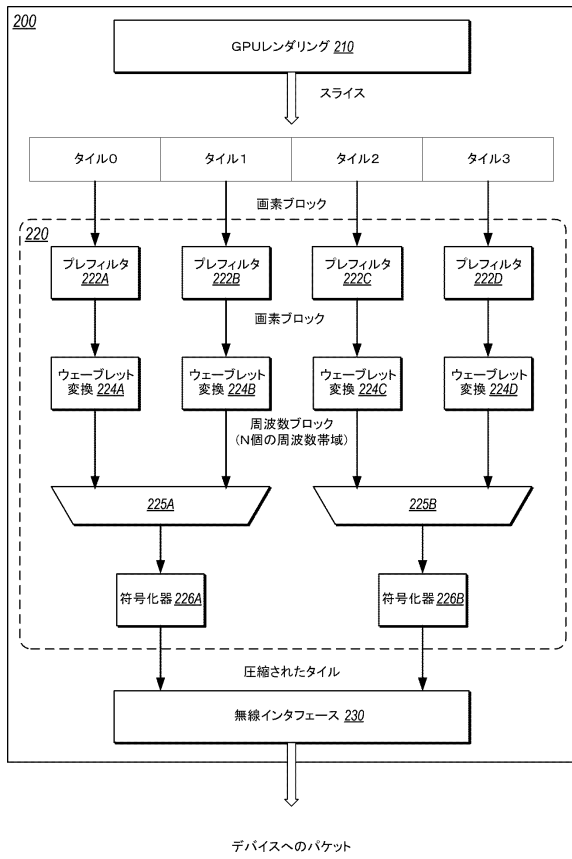 200
GPUレンダリング 210
スライス
タイル0 タイル1 タイル2 タイル3
画素ブロック
220
プレフィルタ 222A
プレフィルタ 222B
プレフィルタ 222C
プレフィルタ 222D
画素ブロック
ウェーブレット
変換 224A
ウェーブレット
変換 224B
ウェーブレット
変換 224C
ウェーブレット
変換 224D
周波数ブロック
(N個の周波数帯域)
225A 225B
符号化器 226A 符号化器 226B
圧縮されたタイル
無線インタフェース 230
デバイスへのパケット